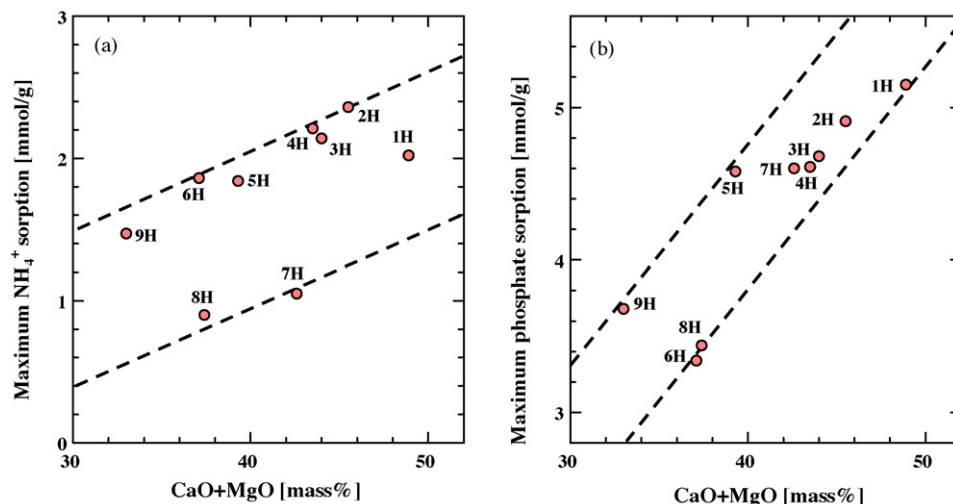 (a)
Maximum NH₄⁺ sorption [mmol/g]
3
2
1
0
2H
4H
3H
1H
6H
5H
9H
7H
8H
30
40
50
CaO+MgO [mass%]
(b)
Maximum phosphate sorption [mmol/g]
5
4
3
1H
2H
3H
7H
4H
5H
9H
8H
6H
30
40
50
CaO+MgO [mass%]